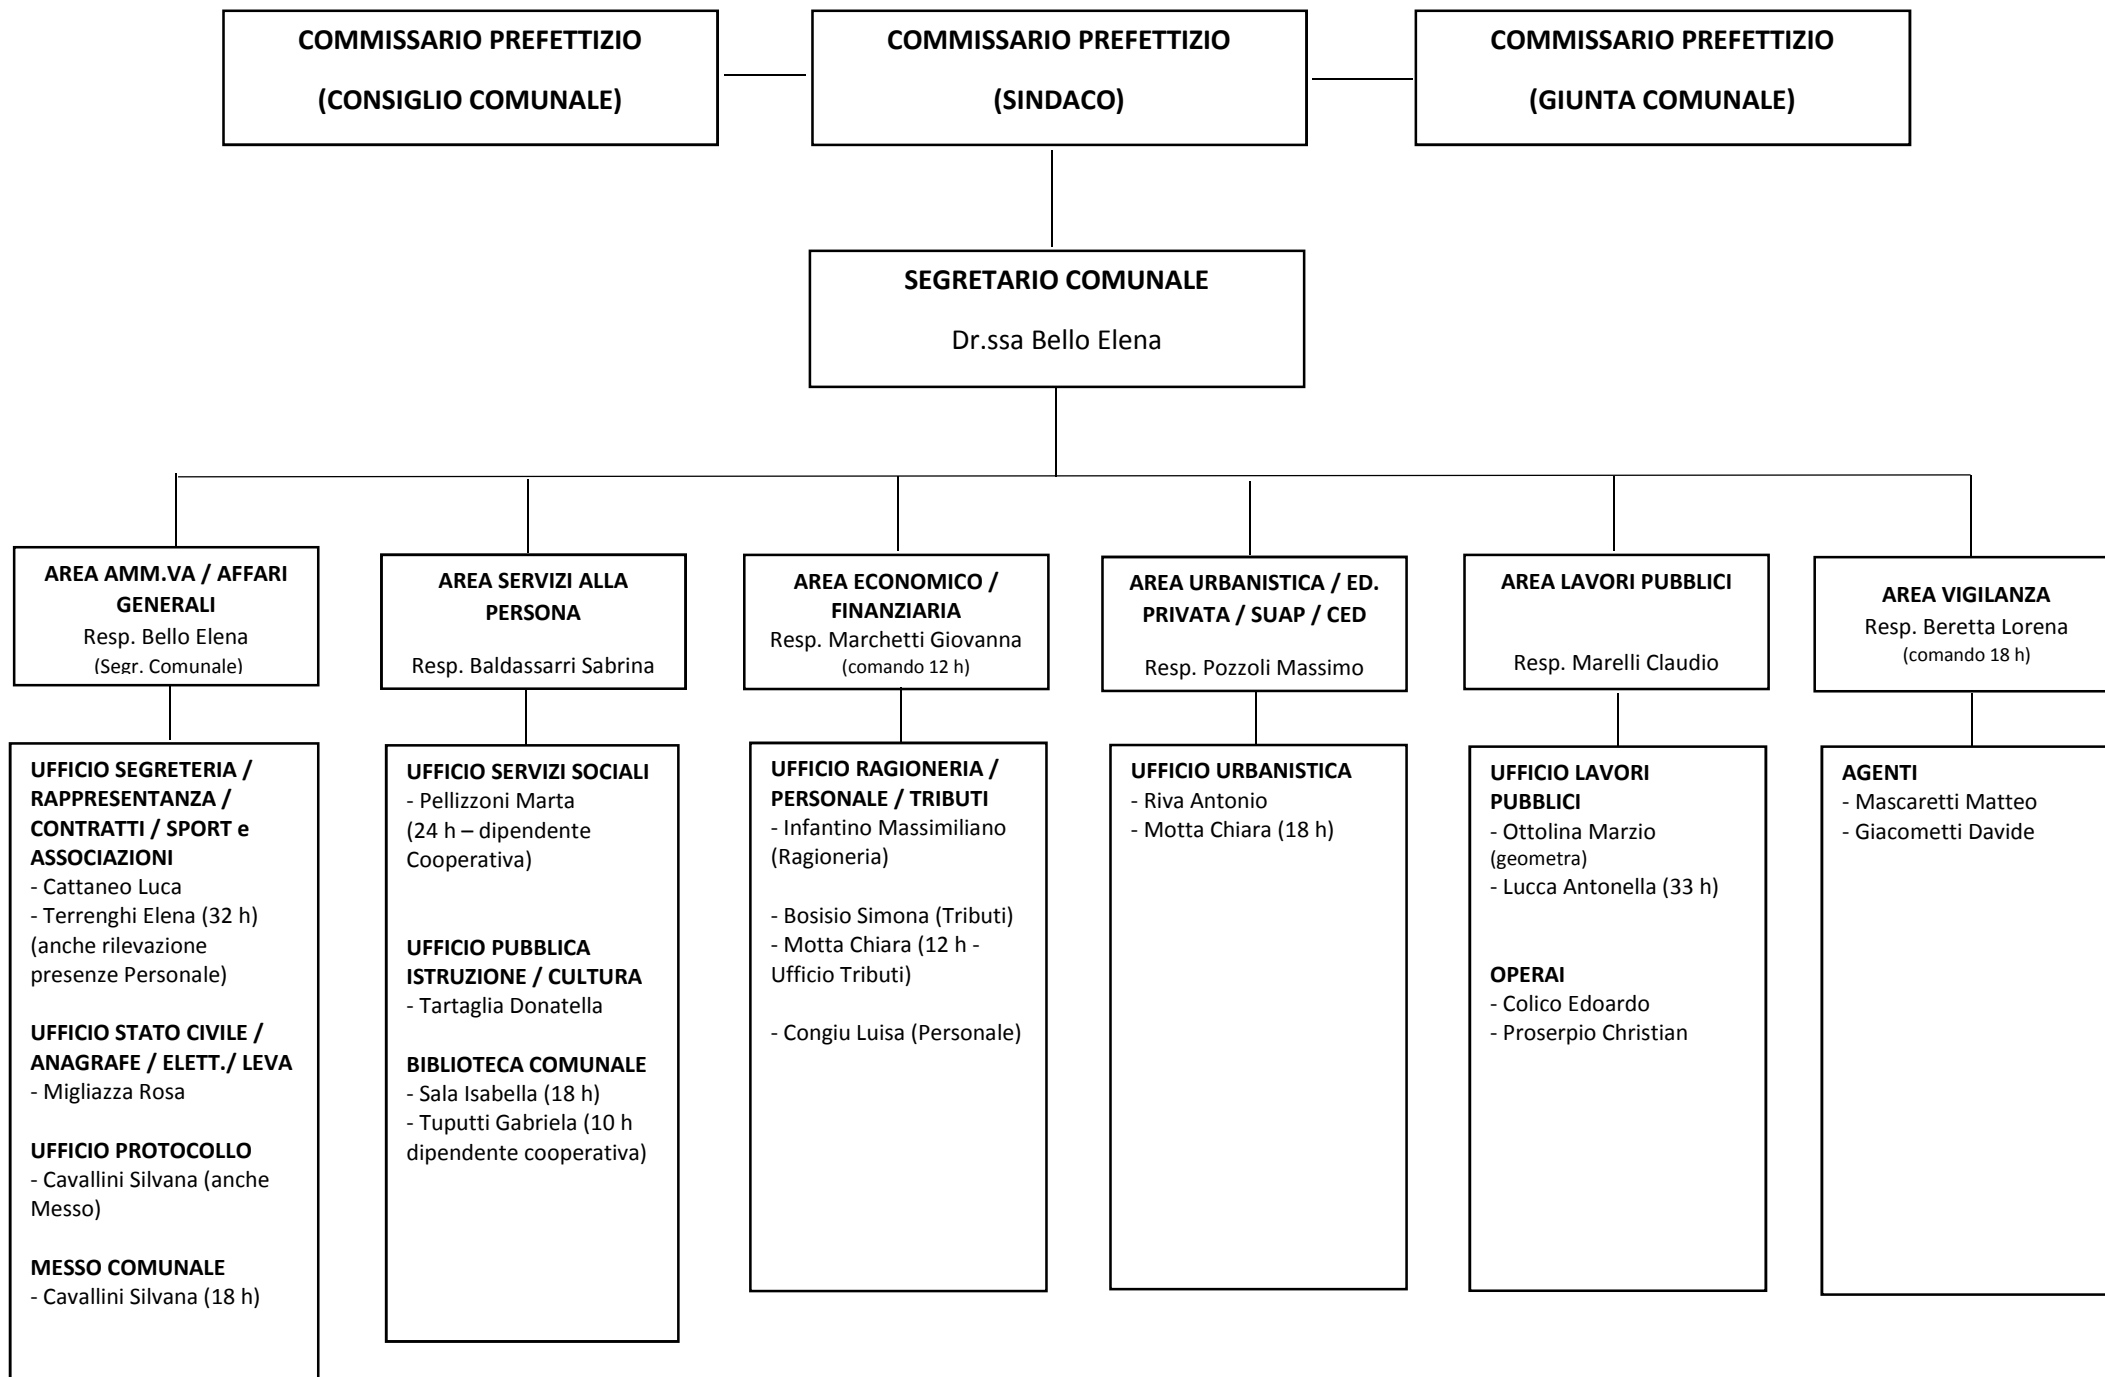 COMMISSARIO PREFETTIZIO
(CONSIGLIO COMUNALE)
COMMISSARIO PREFETTIZIO
(SINDACO)
COMMISSARIO PREFETTIZIO
(GIUNTA COMUNALE)
SEGRETARIO COMUNALE
Dr.ssa Bello Elena
AREA AMM.VA / AFFARI
GENERALI
Resp. Bello Elena
(Segr. Comunale)
AREA SERVIZI ALLA
PERSONA
Resp. Baldassarri Sabrina
AREA ECONOMICO /
FINANZIARIA
Resp. Marchetti Giovanna
(comando 12 h)
AREA URBANISTICA / ED.
PRIVATA / SUAP / CED
Resp. Pozzoli Massimo
AREA LAVORI PUBBLICI
Resp. Marelli Claudio
AREA VIGILANZA
Resp. Beretta Lorena
(comando 18 h)
UFFICIO SEGRETERIA /
RAPPRESENTANZA /
CONTRATTI / SPORT e
ASSOCIAZIONI
- Cattaneo Luca
- Terrenghi Elena (32 h)
(anche rilevazione
presenze Personale)
UFFICIO STATO CIVILE /
ANAGRAFE / ELETT./ LEVA
- Migliazza Rosa
UFFICIO PROTOCOLLO
- Cavallini Silvana (anche
Messo)
MESSO COMUNALE
- Cavallini Silvana (18 h)
UFFICIO SERVIZI SOCIALI
- Pellizzoni Marta
(24 h – dipendente
Cooperativa)
UFFICIO PUBBLICA
ISTRUZIONE / CULTURA
- Tartaglia Donatella
BIBLIOTECA COMUNALE
- Sala Isabella (18 h)
- Tuputti Gabriela (10 h
dipendente cooperativa)
UFFICIO RAGIONERIA /
PERSONALE / TRIBUTI
- Infantino Massimiliano
(Ragioneria)
- Bosisio Simona (Tributi)
- Motta Chiara (12 h -
Ufficio Tributi)
- Congiu Luisa (Personale)
UFFICIO URBANISTICA
- Riva Antonio
- Motta Chiara (18 h)
UFFICIO LAVORI
PUBBLICI
- Ottolina Marzio
(geometra)
- Lucca Antonella (33 h)
OPERAI
- Colico Edoardo
- Proserpio Christian
AGENTI
- Mascaretti Matteo
- Giacometti Davide